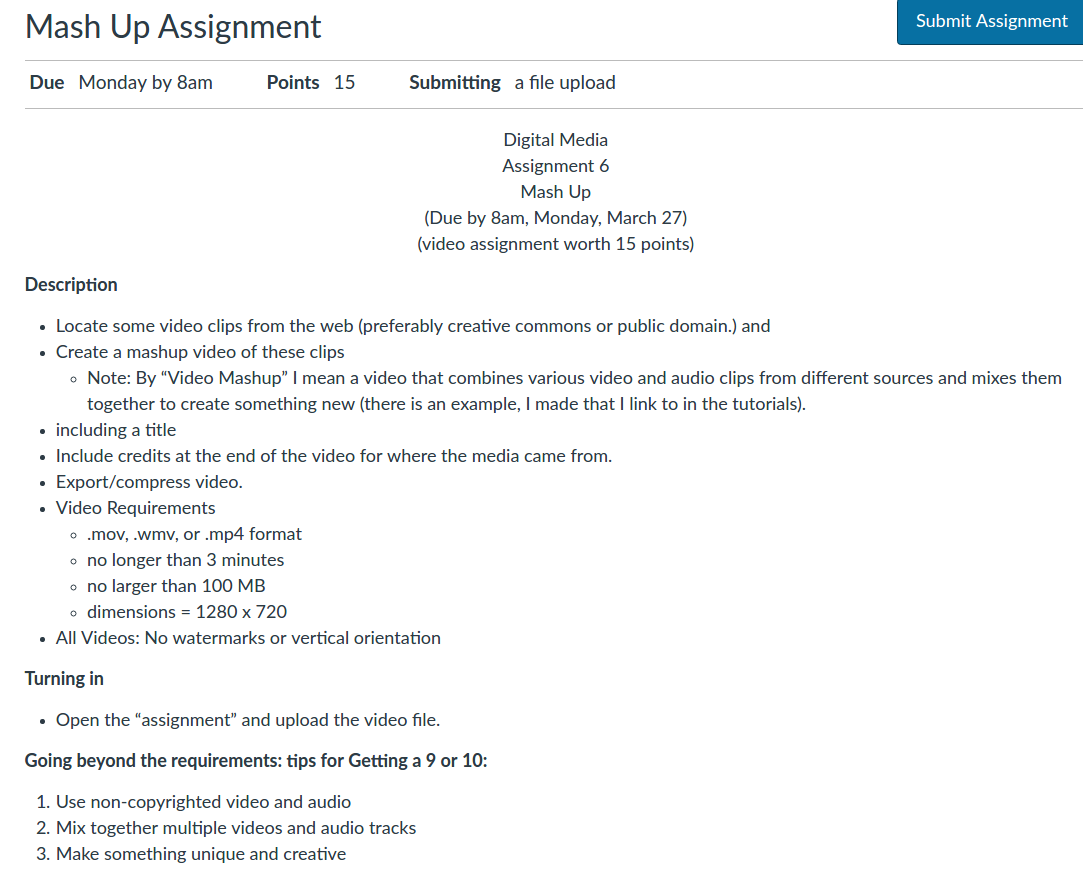 Mash Up Assignment
Submit Assignment
Due Monday by 8am Points 15 Submitting a file upload
Digital Media
Assignment 6
Mash Up
(Due by 8am, Monday, March 27)
(video assignment worth 15 points)
Description
• Locate some video clips from the web (preferably creative commons or public domain.) and
• Create a mashup video of these clips
◦ Note: By “Video Mashup” I mean a video that combines various video and audio clips from different sources and mixes them
together to create something new (there is an example, I made that I link to in the tutorials).
• including a title
• Include credits at the end of the video for where the media came from.
• Export/compress video.
• Video Requirements
◦ .mov, .wmv, or .mp4 format
◦ no longer than 3 minutes
◦ no larger than 100 MB
◦ dimensions = 1280 x 720
• All Videos: No watermarks or vertical orientation
Turning in
• Open the “assignment” and upload the video file.
Going beyond the requirements: tips for Getting a 9 or 10:
1. Use non-copyrighted video and audio
2. Mix together multiple videos and audio tracks
3. Make something unique and creative